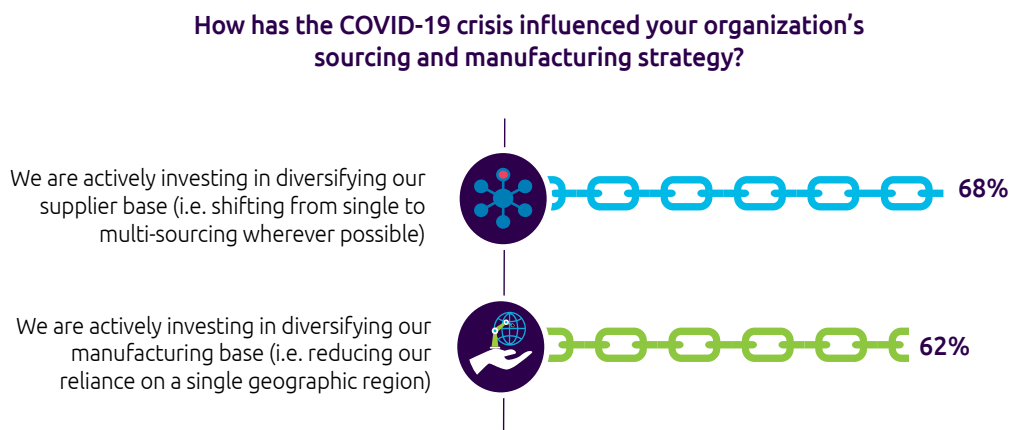 How has the COVID-19 crisis influenced your organization’s
sourcing and manufacturing strategy?
We are actively investing in diversifying our
supplier base (i.e. shifting from single to
multi-sourcing wherever possible)
68%
We are actively investing in diversifying our
manufacturing base (i.e. reducing our
reliance on a single geographic region)
62%